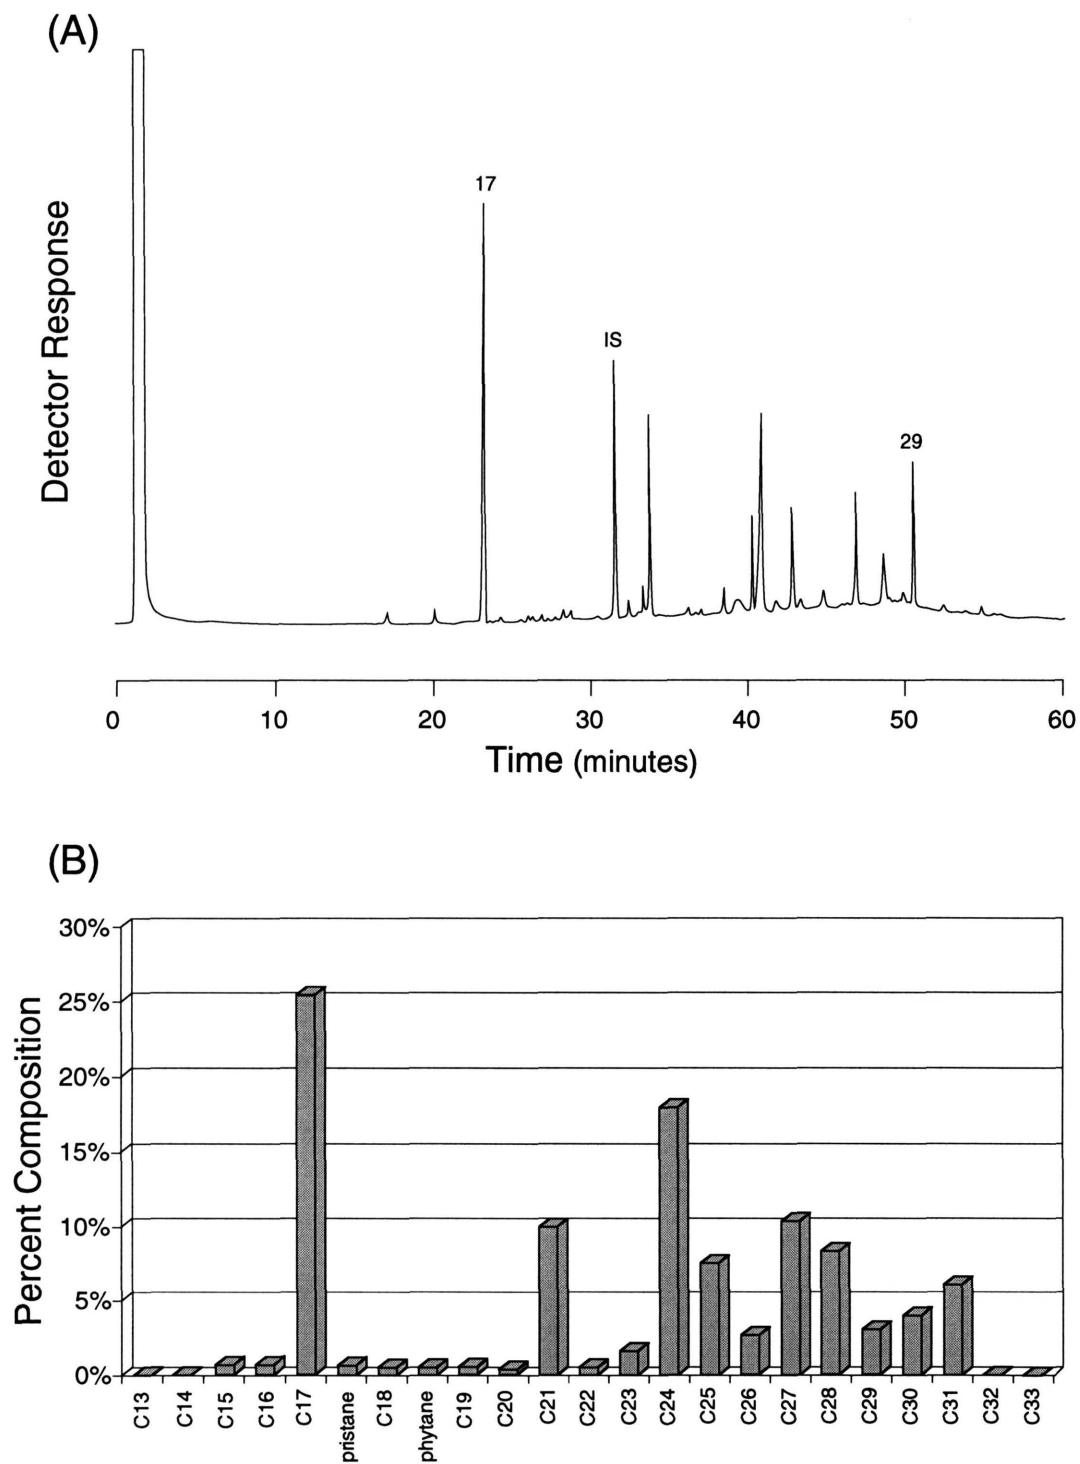 (A)
Detector Response
17
IS
29
0 10 20 30 40 50 60
Time (minutes)
(B)
Percent Composition
30%
25%
20%
15%
10%
5%
0%
C13 C14 C15 C16 C17 pristane C18 phytane C19 C20 C21 C22 C23 C24 C25 C26 C27 C28 C29 C30 C31 C32 C33